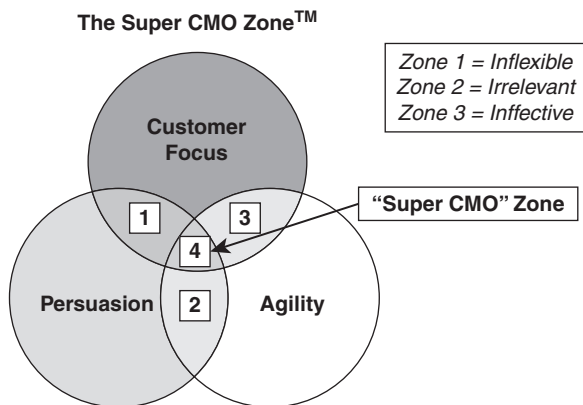 The Super CMO Zone™
Zone 1 = Inflexible
Zone 2 = Irrelevant
Zone 3 = Inffective
Customer
Focus
1
3
"Super CMO" Zone
4
Persuasion
2
Agility